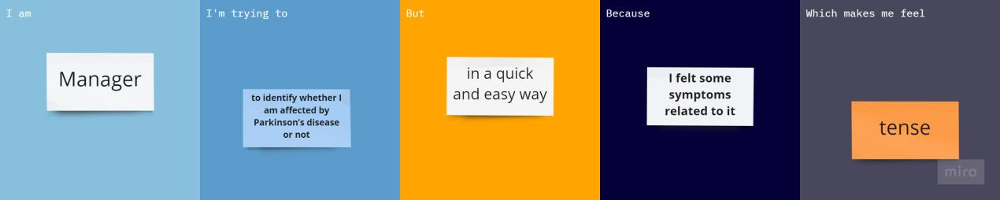 I am
Manager
I'm trying to
to identify whether I
am affected by
Parkinson's disease
or not
But
in a quick
and easy way
Because
I felt some
symptoms
related to it
Which makes me feel
tense
miro